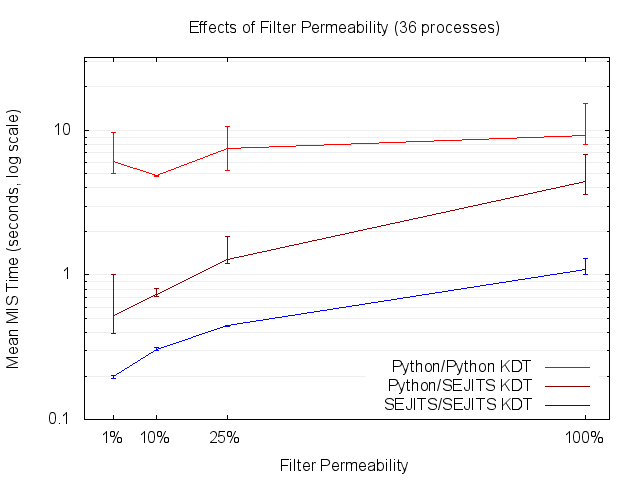 Effects of Filter Permeability (36 processes)
Mean MIS Time (seconds, log scale)
10
1
0.1
Python/Python KDT
Python/SEJITS KDT
SEJITS/SEJITS KDT
1% 10% 25% 100%
Filter Permeability